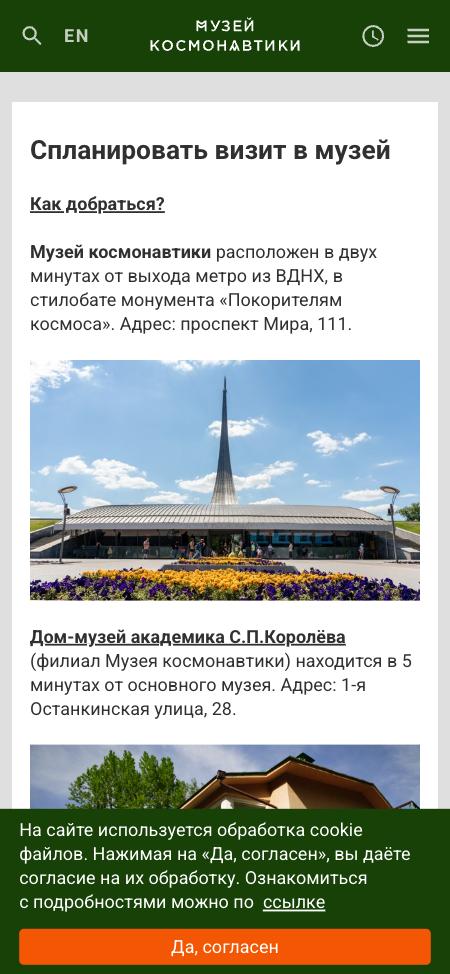 EN
МУЗЕЙ
КОСМОНАВТИКИ
Спланировать визит в музей
Как добраться?
Музей космонавтики расположен в двух
минутах от выхода метро из ВДНХ, в
стилобате монумента «Покорителям
космоса». Адрес: проспект Мира, 111.
Дом-музей академика С.П.Королёва
(филиал Музея космонавтики) находится в 5
минутах от основного музея. Адрес: 1-я
Останкинская улица, 28.
На сайте используется обработка cookie
файлов. Нажимая на «Да, согласен», вы даёте
согласие на их обработку. Ознакомиться
с подробностями можно по ссылке
Да, согласен